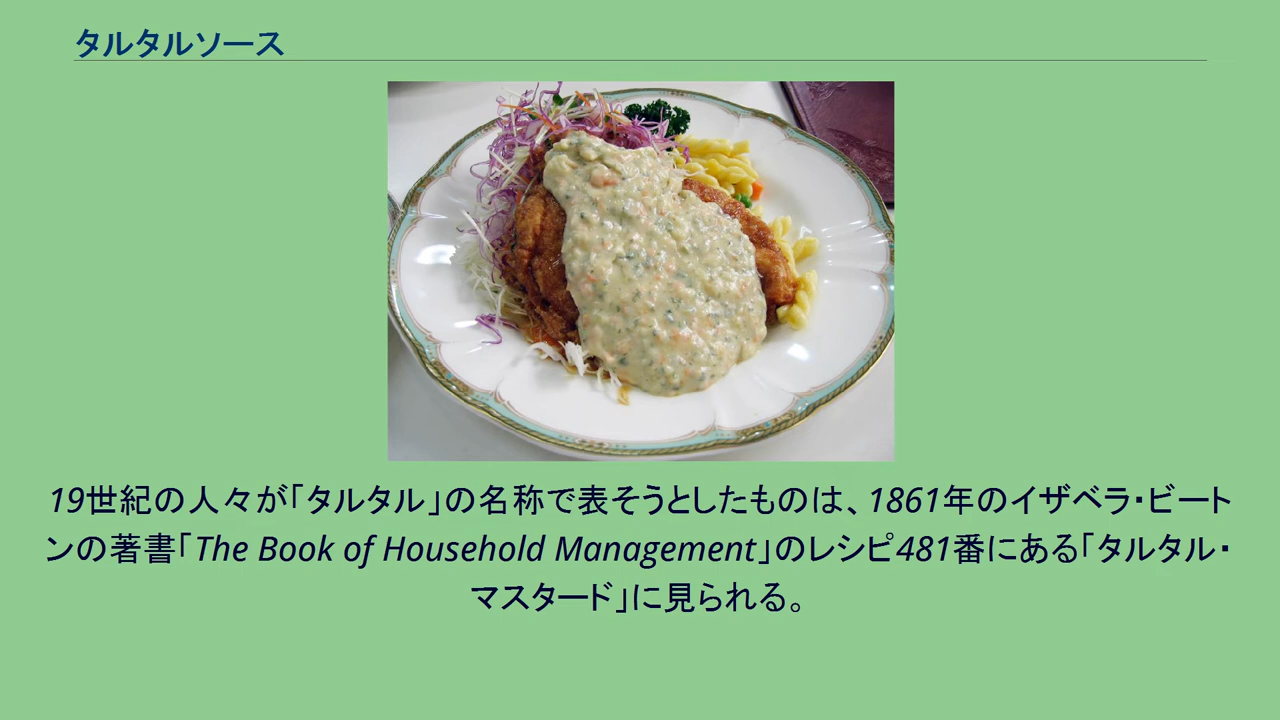 タルタルソース
19世紀の人々が「タルタル」の名称で表そうとしたものは、1861年のイザベラ・ビート
ンの著書「The Book of Household Management」のレシピ481番にある「タルタル・
マスタード」に見られる。